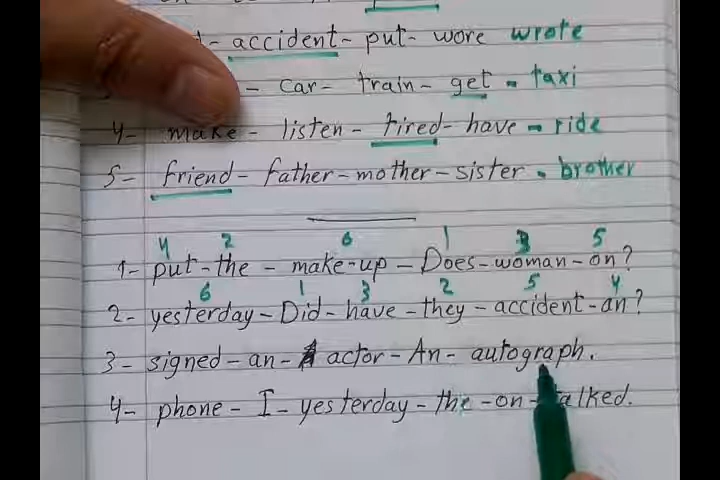 accident - put - wore wrote
car - train - get - taxi
4- make - listen - tired - have - ride
5- friend - father - mother - sister - brother
4 2 6 1 3 5
1- put - the - make-up - Does - woman - on?
6 1 3 2 5 4
2- yesterday - Did - have - they - accident - an?
3- signed - an - actor - An - autograph.
4- phone - I - yesterday - the - on - talked.